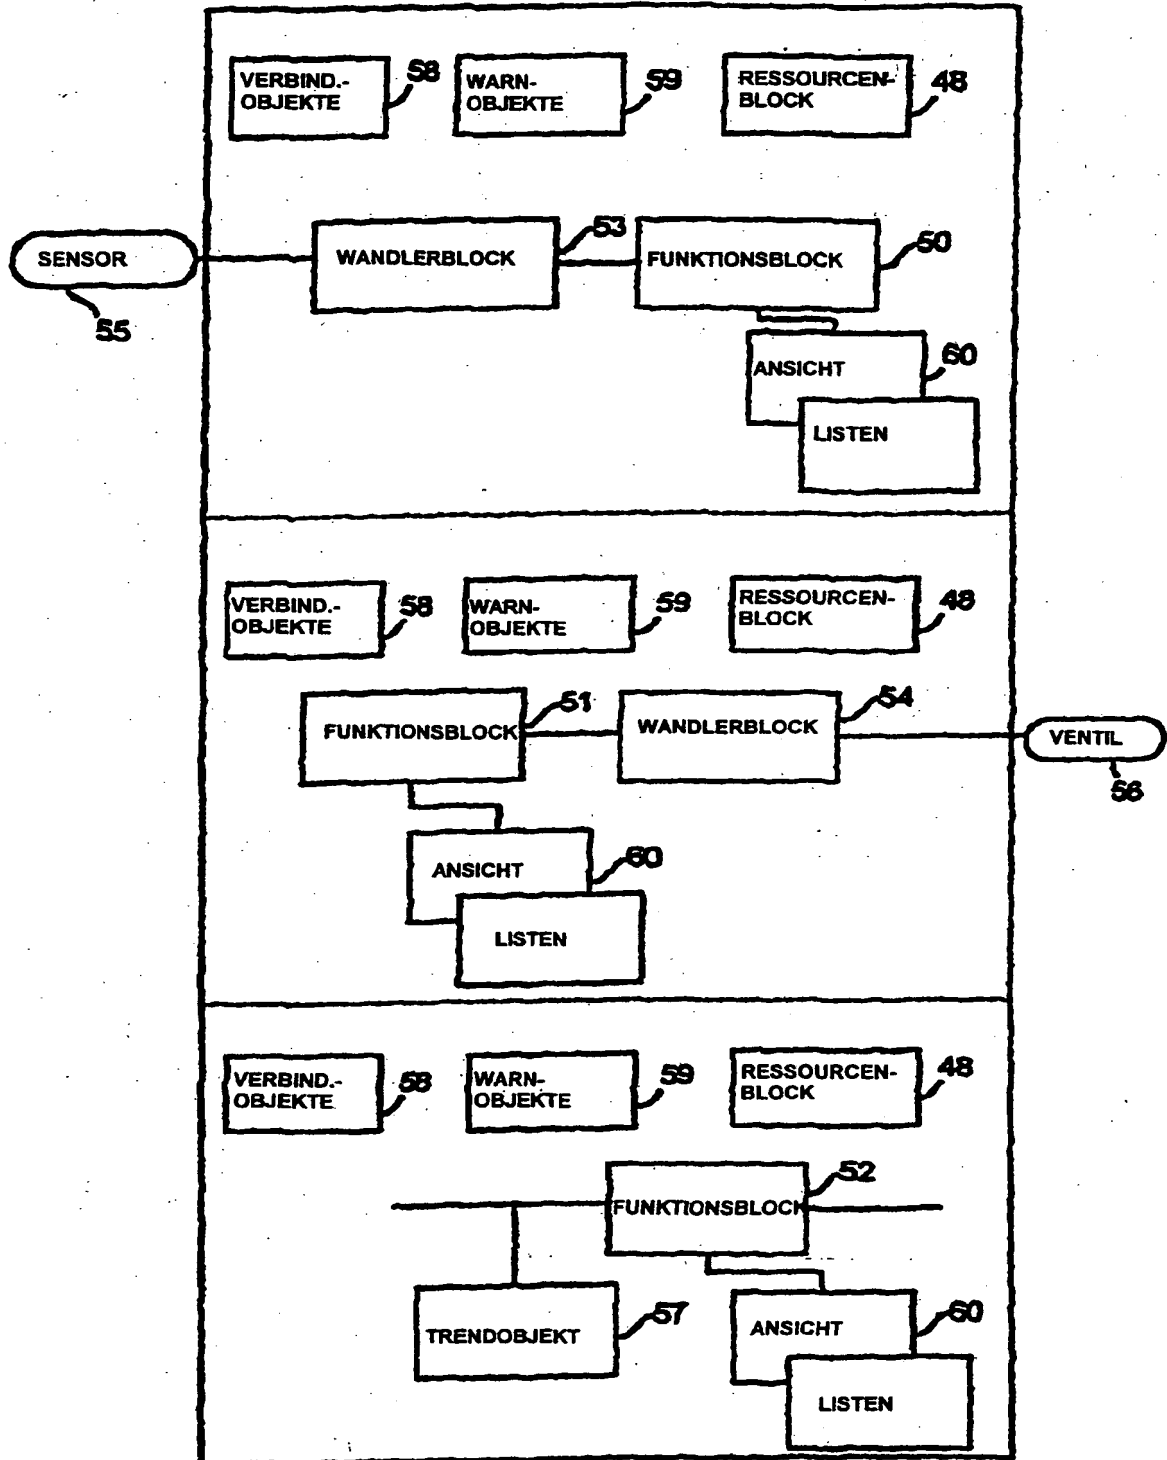 VERBIND.-
OBJEKTE
58
WARN-
OBJEKTE
59
RESSOURCEN-
BLOCK
48
SENSOR
55
WANDLERBLOCK
53
FUNKTIONSBLOCK
50
ANSICHT
60
LISTEN
VERBIND.-
OBJEKTE
58
WARN-
OBJEKTE
59
RESSOURCEN-
BLOCK
48
FUNKTIONSBLOCK
51
WANDLERBLOCK
54
VENTIL
56
ANSICHT
60
LISTEN
VERBIND.-
OBJEKTE
58
WARN-
OBJEKTE
59
RESSOURCEN-
BLOCK
48
FUNKTIONSBLOCK
52
TRENDOBJEKT
57
ANSICHT
60
LISTEN